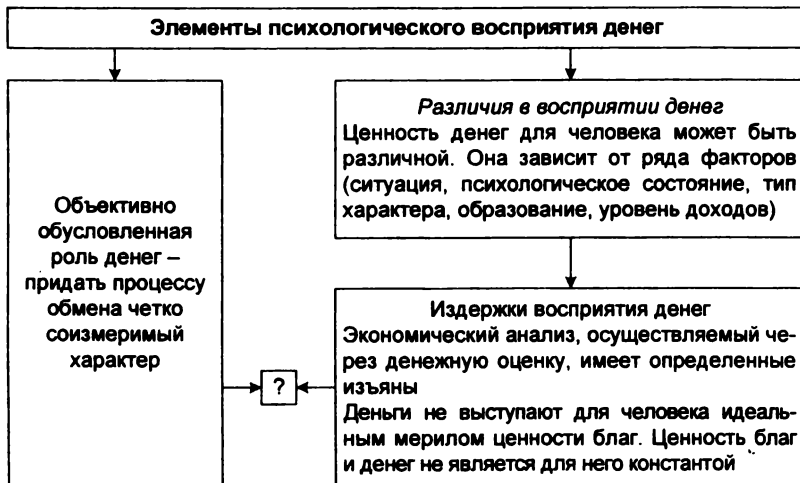 Элементы психологического восприятия денег
Объективно
обусловленная
роль денег –
придать процессу
обмена четко
соизмеримый
характер
Различия в восприятии денег
Ценность денег для человека может быть
различной. Она зависит от ряда факторов
(ситуация, психологическое состояние, тип
характера, образование, уровень доходов)
?
Издержки восприятия денег
Экономический анализ, осуществляемый че-
рез денежную оценку, имеет определенные
изъяны
Деньги не выступают для человека идеаль-
ным мерилом ценности благ. Ценность благ
и денег не является для него константой